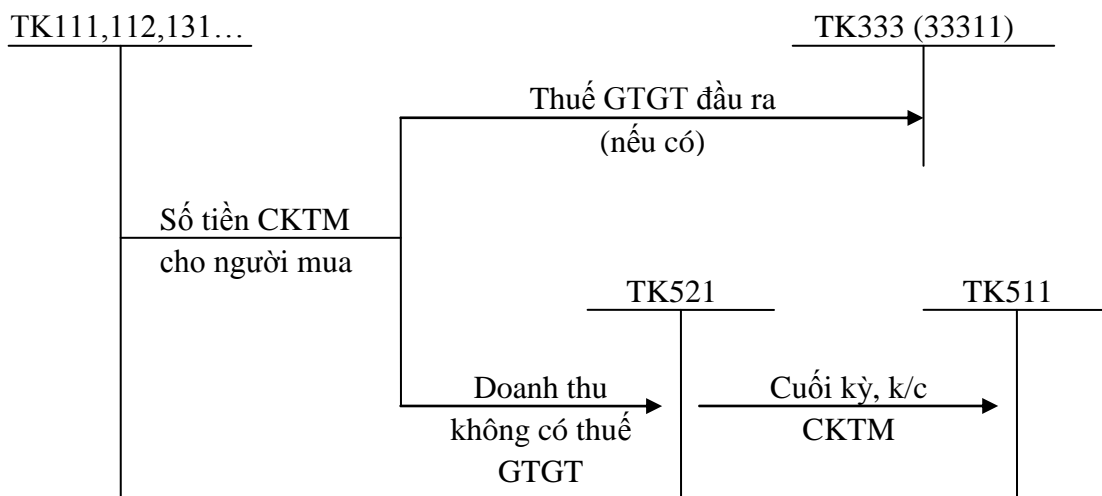 TK111,112,131…
TK333 (33311)
Thuế GTGT đầu ra
(nếu có)
Số tiền CKTM
cho người mua
TK521
TK511
Doanh thu
không có thuế
GTGT
Cuối kỳ, k/c
CKTM